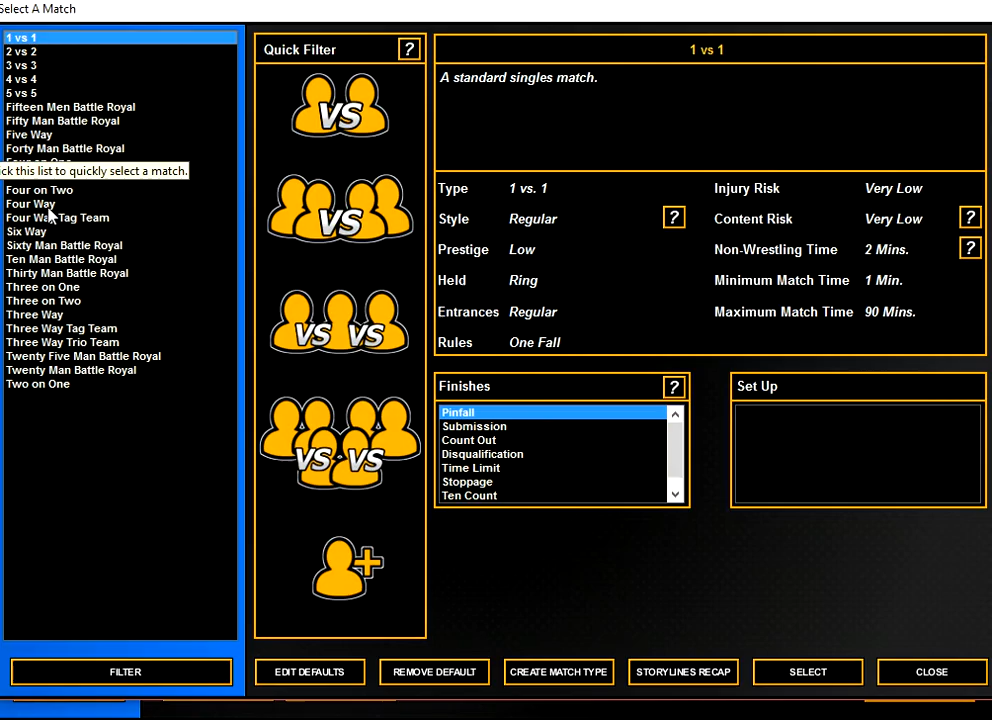 Select A Match
1 vs 1
2 vs 2
3 vs 3
4 vs 4
5 vs 5
Fifteen Men Battle Royal
Fifty Man Battle Royal
Five Way
Forty Man Battle Royal
Four on One
ck this list to quickly select a match.
Four on Two
Four Way
Four Way Tag Team
Six Way
Sixty Man Battle Royal
Ten Man Battle Royal
Thirty Man Battle Royal
Three on One
Three on Two
Three Way
Three Way Tag Team
Three Way Trio Team
Twenty Five Man Battle Royal
Twenty Man Battle Royal
Two on One
FILTER
Quick Filter ?
VS
VS
VS VS
VS VS
1 vs 1
A standard singles match.
Type 1 vs. 1 Injury Risk Very Low
Style Regular ? Content Risk Very Low ?
Prestige Low Non-Wrestling Time 2 Mins. ?
Held Ring Minimum Match Time 1 Min.
Entrances Regular Maximum Match Time 90 Mins.
Rules One Fall
Finishes ?
Pinfall
Submission
Count Out
Disqualification
Time Limit
Stoppage
Ten Count
Set Up
EDIT DEFAULTS REMOVE DEFAULT CREATE MATCH TYPE STORYLINES RECAP SELECT CLOSE